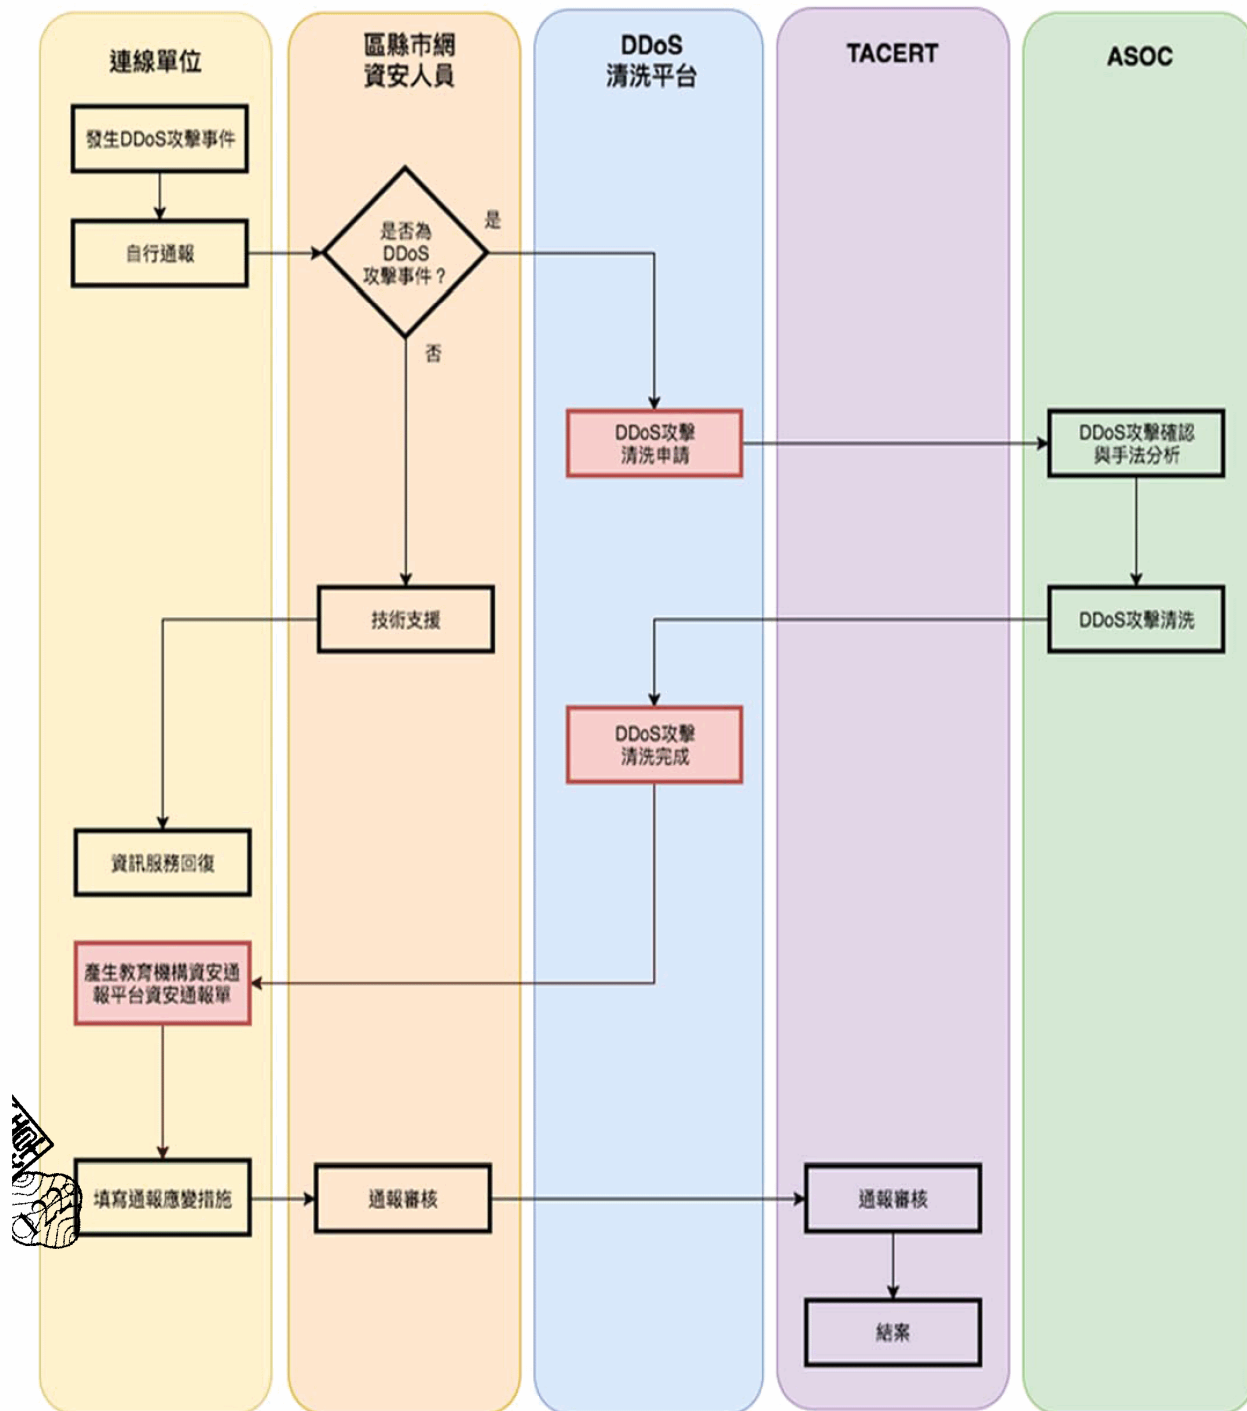 連線單位
區縣市網
資安人員
DDoS
清洗平台
TACERT
ASOC
發生DDoS攻擊事件
自行通報
是否為
DDoS
攻擊事件？
是
否
DDoS攻擊
清洗申請
DDoS攻擊確認
與手法分析
技術支援
DDoS攻擊清洗
DDoS攻擊
清洗完成
資訊服務回復
產生教育機構資安通
報平台資安通報單
填寫通報應變措施
通報審核
通報審核
結案